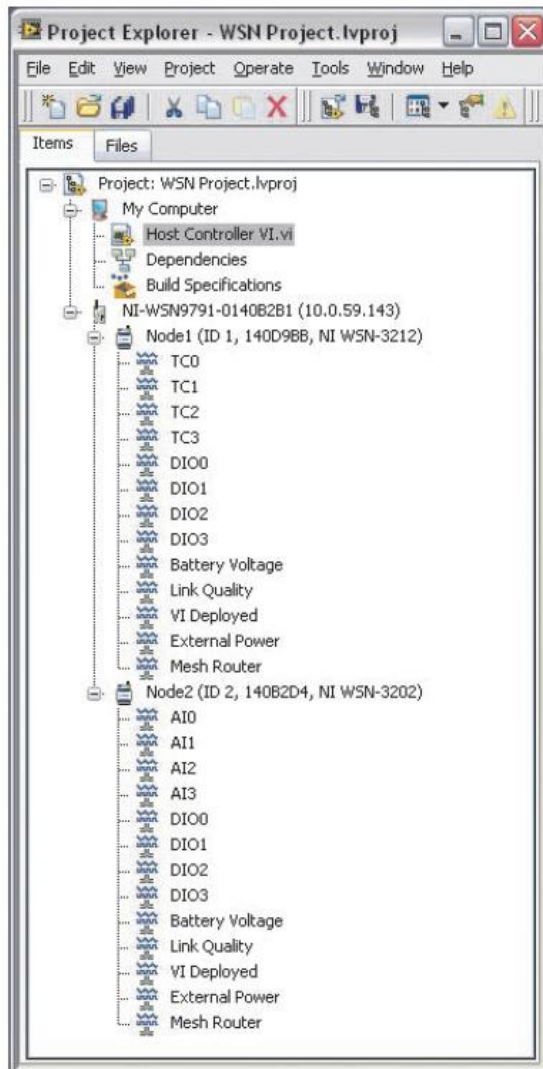 Project Explorer - WSN Project.lvproj
File Edit View Project Operate Tools Window Help
Items Files
Project: WSN Project.lvproj
My Computer
Host Controller VI.vi
Dependencies
Build Specifications
NI-WSN9791-0140B2B1 (10.0.59.143)
Node1 (ID 1, 140D9BB, NI WSN-3212)
TC0
TC1
TC2
TC3
DIO0
DIO1
DIO2
DIO3
Battery Voltage
Link Quality
VI Deployed
External Power
Mesh Router
Node2 (ID 2, 140B2D4, NI WSN-3202)
AI0
AI1
AI2
AI3
DIO0
DIO1
DIO2
DIO3
Battery Voltage
Link Quality
VI Deployed
External Power
Mesh Router